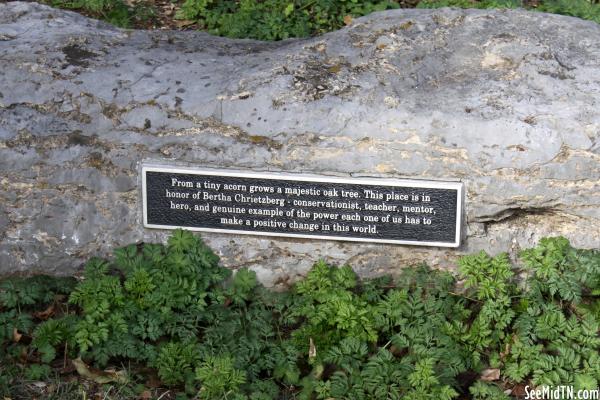 From a tiny acorn grows a majestic oak tree. This place is in
honor of Bertha Chrietzberg - conservationist, teacher, mentor,
hero, and genuine example of the power each one of us has to
make a positive change in this world.
SeeMidTN.com